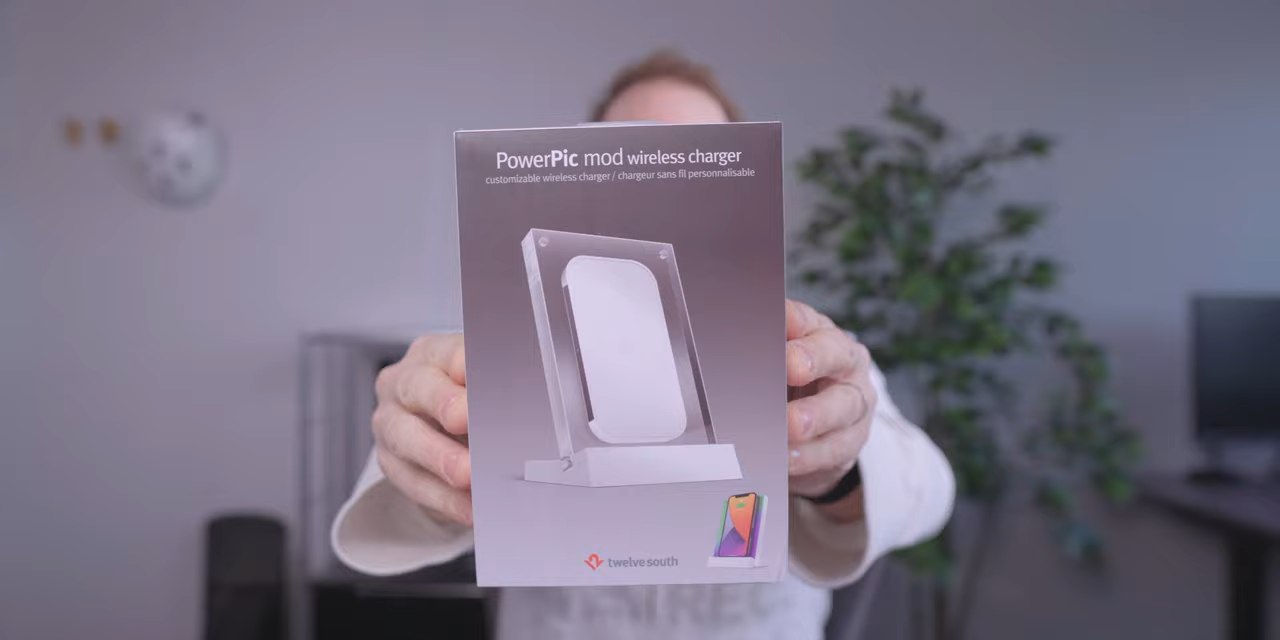 PowerPic mod wireless charger
customizable wireless charger / chargeur sans fil personnalisable
twelve south